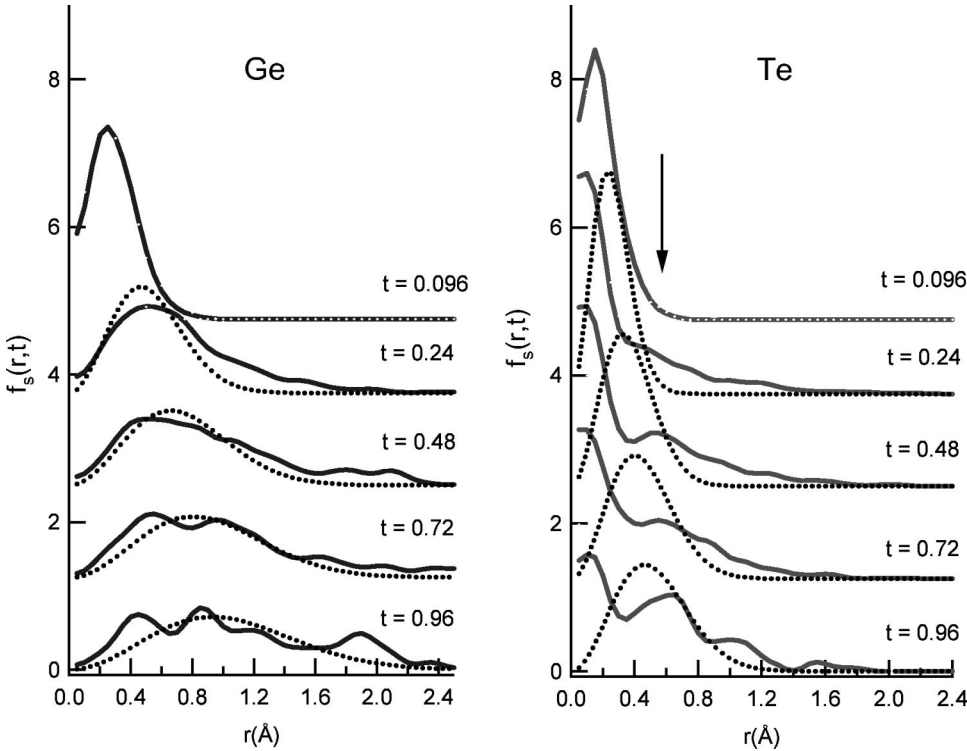 Ge
8
6
4
2
0
f_s(r,t)
t = 0.096
t = 0.24
t = 0.48
t = 0.72
t = 0.96
0.0 0.4 0.8 1.2 1.6 2.0 2.4
r(Å)
Te
8
6
4
2
0
f_s(r,t)
t = 0.096
t = 0.24
t = 0.48
t = 0.72
t = 0.96
0.0 0.4 0.8 1.2 1.6 2.0 2.4
r(Å)